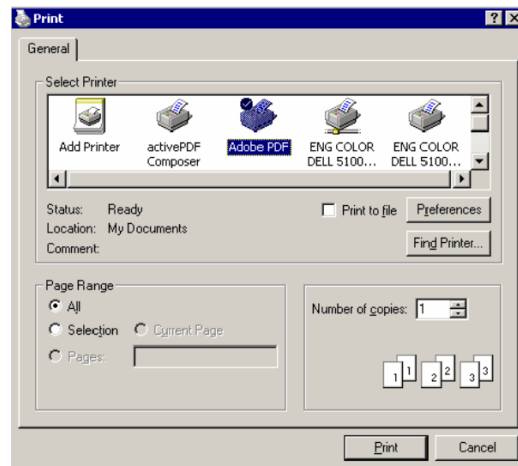 Print
General
Select Printer
Add Printer
activePDF Composer
Adobe PDF
ENG COLOR DELL 5100...
ENG COLOR DELL 5100...
Status: Ready
Location: My Documents
Comment:
Print to file
Preferences
Find Printer...
Page Range
All
Selection
Current Page
Pages:
Number of copies: 1
1 1 2 2 3 3
Print
Cancel